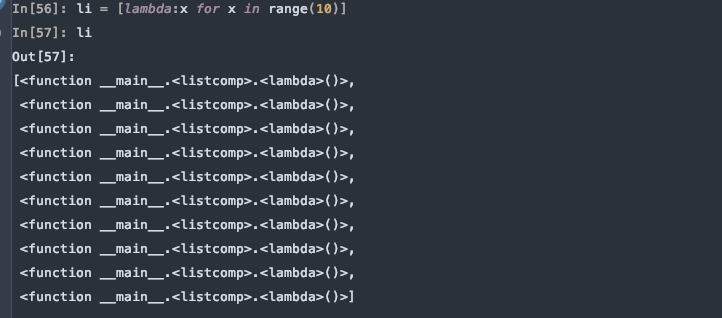 In[56]: li = [lambda:x for x in range(10)]
In[57]: li
Out[57]:
[<function __main__.<listcomp>.<lambda>()>,
<function __main__.<listcomp>.<lambda>()>,
<function __main__.<listcomp>.<lambda>()>,
<function __main__.<listcomp>.<lambda>()>,
<function __main__.<listcomp>.<lambda>()>,
<function __main__.<listcomp>.<lambda>()>,
<function __main__.<listcomp>.<lambda>()>,
<function __main__.<listcomp>.<lambda>()>,
<function __main__.<listcomp>.<lambda>()>,
<function __main__.<listcomp>.<lambda>()>]